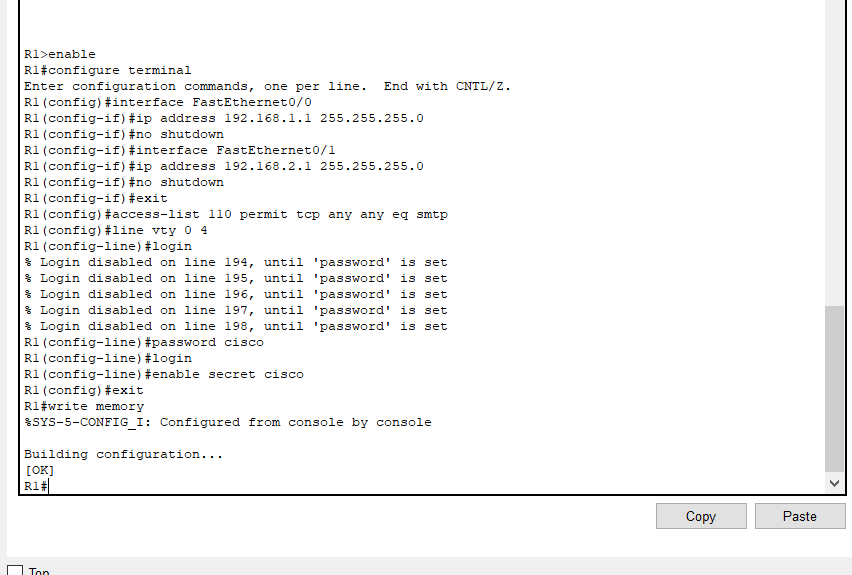 R1>enable
R1#configure terminal
Enter configuration commands, one per line.  End with CNTL/Z.
R1(config)#interface FastEthernet0/0
R1(config-if)#ip address 192.168.1.1 255.255.255.0
R1(config-if)#no shutdown
R1(config-if)#interface FastEthernet0/1
R1(config-if)#ip address 192.168.2.1 255.255.255.0
R1(config-if)#no shutdown
R1(config-if)#exit
R1(config)#access-list 110 permit tcp any any eq smtp
R1(config)#line vty 0 4
R1(config-line)#login
% Login disabled on line 194, until 'password' is set
% Login disabled on line 195, until 'password' is set
% Login disabled on line 196, until 'password' is set
% Login disabled on line 197, until 'password' is set
% Login disabled on line 198, until 'password' is set
R1(config-line)#password cisco
R1(config-line)#login
R1(config-line)#enable secret cisco
R1(config)#exit
R1#write memory
%SYS-5-CONFIG_I: Configured from console by console
Building configuration...
[OK]
R1#
Copy Paste
Top